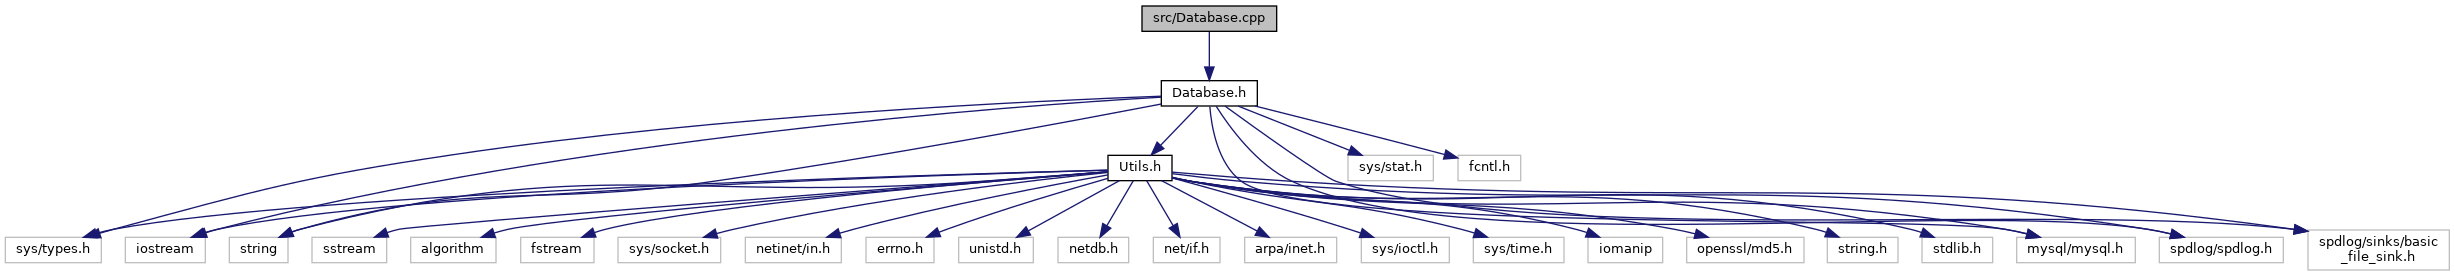 src/Database.cpp
Database.h
Utils.h
sys/stat.h
fcntl.h
sys/types.h
iostream
string
sstream
algorithm
fstream
sys/socket.h
netinet/in.h
errno.h
unistd.h
netdb.h
net/if.h
arpa/inet.h
sys/ioctl.h
sys/time.h
iomanip
openssl/md5.h
string.h
stdlib.h
mysql/mysql.h
spdlog/spdlog.h
spdlog/sinks/basic
_file_sink.h